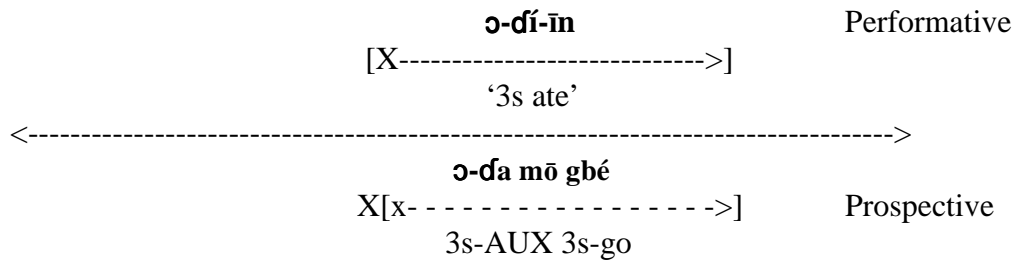 ɔ-ɗí-īn Performative
[X----------------------------->]
‘3s ate’
<---------------------------------------------------------------------------------->
ɔ-ɗa mō gbé
X[x- - - - - - - - - - - - - - - - ->] Prospective
3s-AUX 3s-go